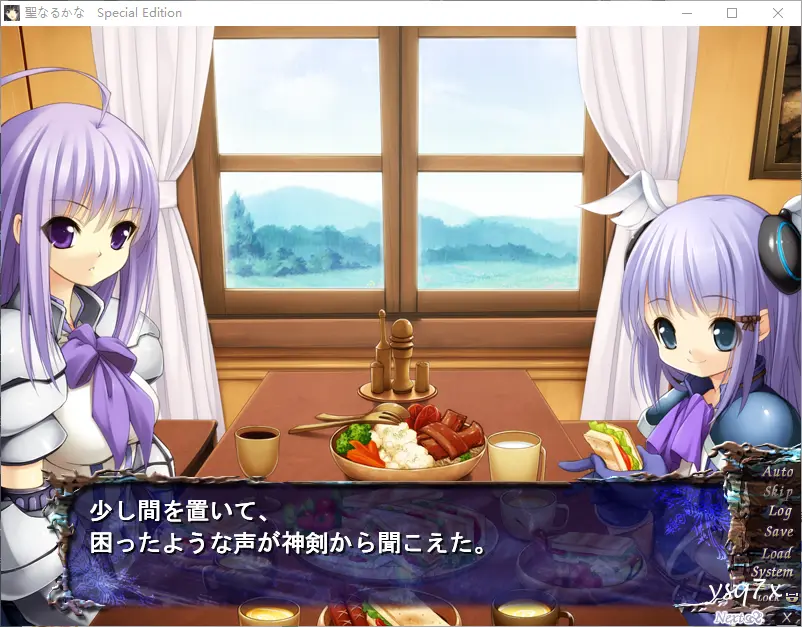 聖なるかな Special Edition
少し間を置いて、
困ったような声が神剣から聞こえた。
Auto
Skip
Log
Save
Load
System
ysq7x